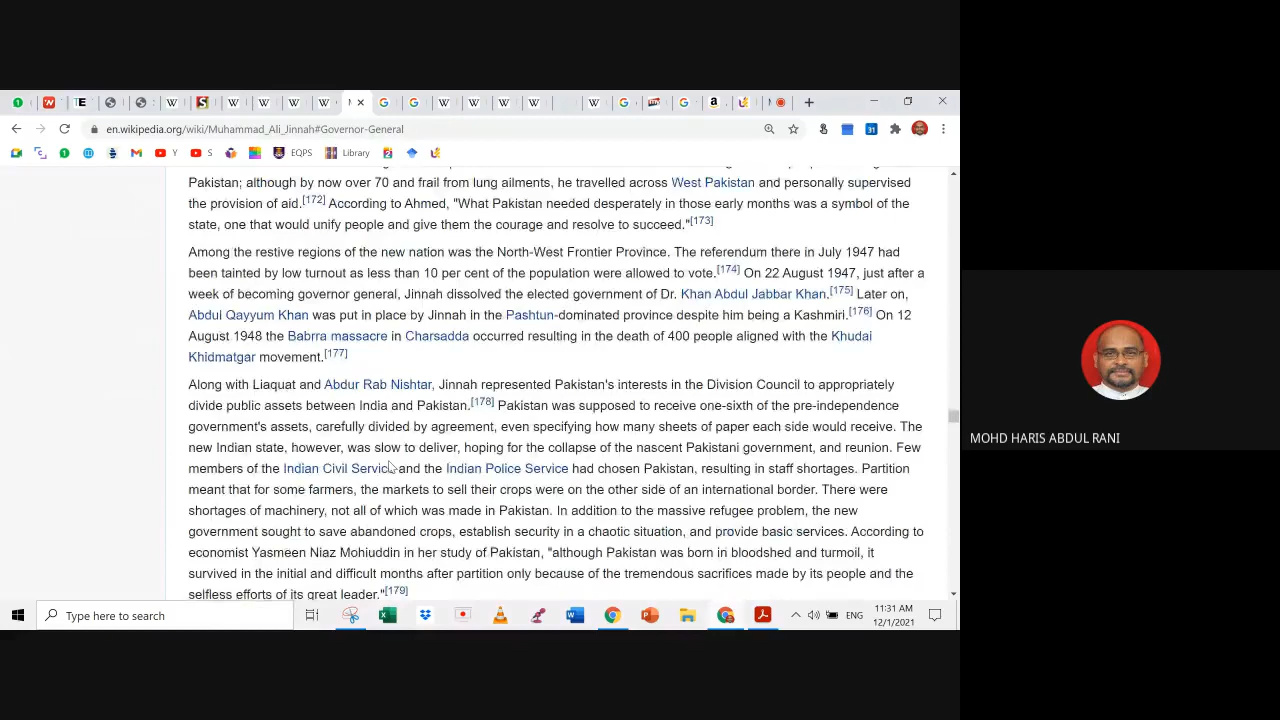 en.wikipedia.org/wiki/Muhammad_Ali_Jinnah#Governor-General
Y
S
EQPS
Library
Pakistan; although by now over 70 and frail from lung ailments, he travelled across West Pakistan and personally supervised
the provision of aid.[172] According to Ahmed, "What Pakistan needed desperately in those early months was a symbol of the
state, one that would unify people and give them the courage and resolve to succeed."[173]
Among the restive regions of the new nation was the North-West Frontier Province. The referendum there in July 1947 had
been tainted by low turnout as less than 10 per cent of the population were allowed to vote.[174] On 22 August 1947, just after a
week of becoming governor general, Jinnah dissolved the elected government of Dr. Khan Abdul Jabbar Khan.[175] Later on,
Abdul Qayyum Khan was put in place by Jinnah in the Pashtun-dominated province despite him being a Kashmiri.[176] On 12
August 1948 the Babrra massacre in Charsadda occurred resulting in the death of 400 people aligned with the Khudai
Khidmatgar movement.[177]
Along with Liaquat and Abdur Rab Nishtar, Jinnah represented Pakistan's interests in the Division Council to appropriately
divide public assets between India and Pakistan.[178] Pakistan was supposed to receive one-sixth of the pre-independence
government's assets, carefully divided by agreement, even specifying how many sheets of paper each side would receive. The
new Indian state, however, was slow to deliver, hoping for the collapse of the nascent Pakistani government, and reunion. Few
members of the Indian Civil Service and the Indian Police Service had chosen Pakistan, resulting in staff shortages. Partition
meant that for some farmers, the markets to sell their crops were on the other side of an international border. There were
shortages of machinery, not all of which was made in Pakistan. In addition to the massive refugee problem, the new
government sought to save abandoned crops, establish security in a chaotic situation, and provide basic services. According to
economist Yasmeen Niaz Mohiuddin in her study of Pakistan, "although Pakistan was born in bloodshed and turmoil, it
survived in the initial and difficult months after partition only because of the tremendous sacrifices made by its people and the
selfless efforts of its great leader."[179]
MOHD HARIS ABDUL RANI
Type here to search
ENG
11:31 AM
12/1/2021